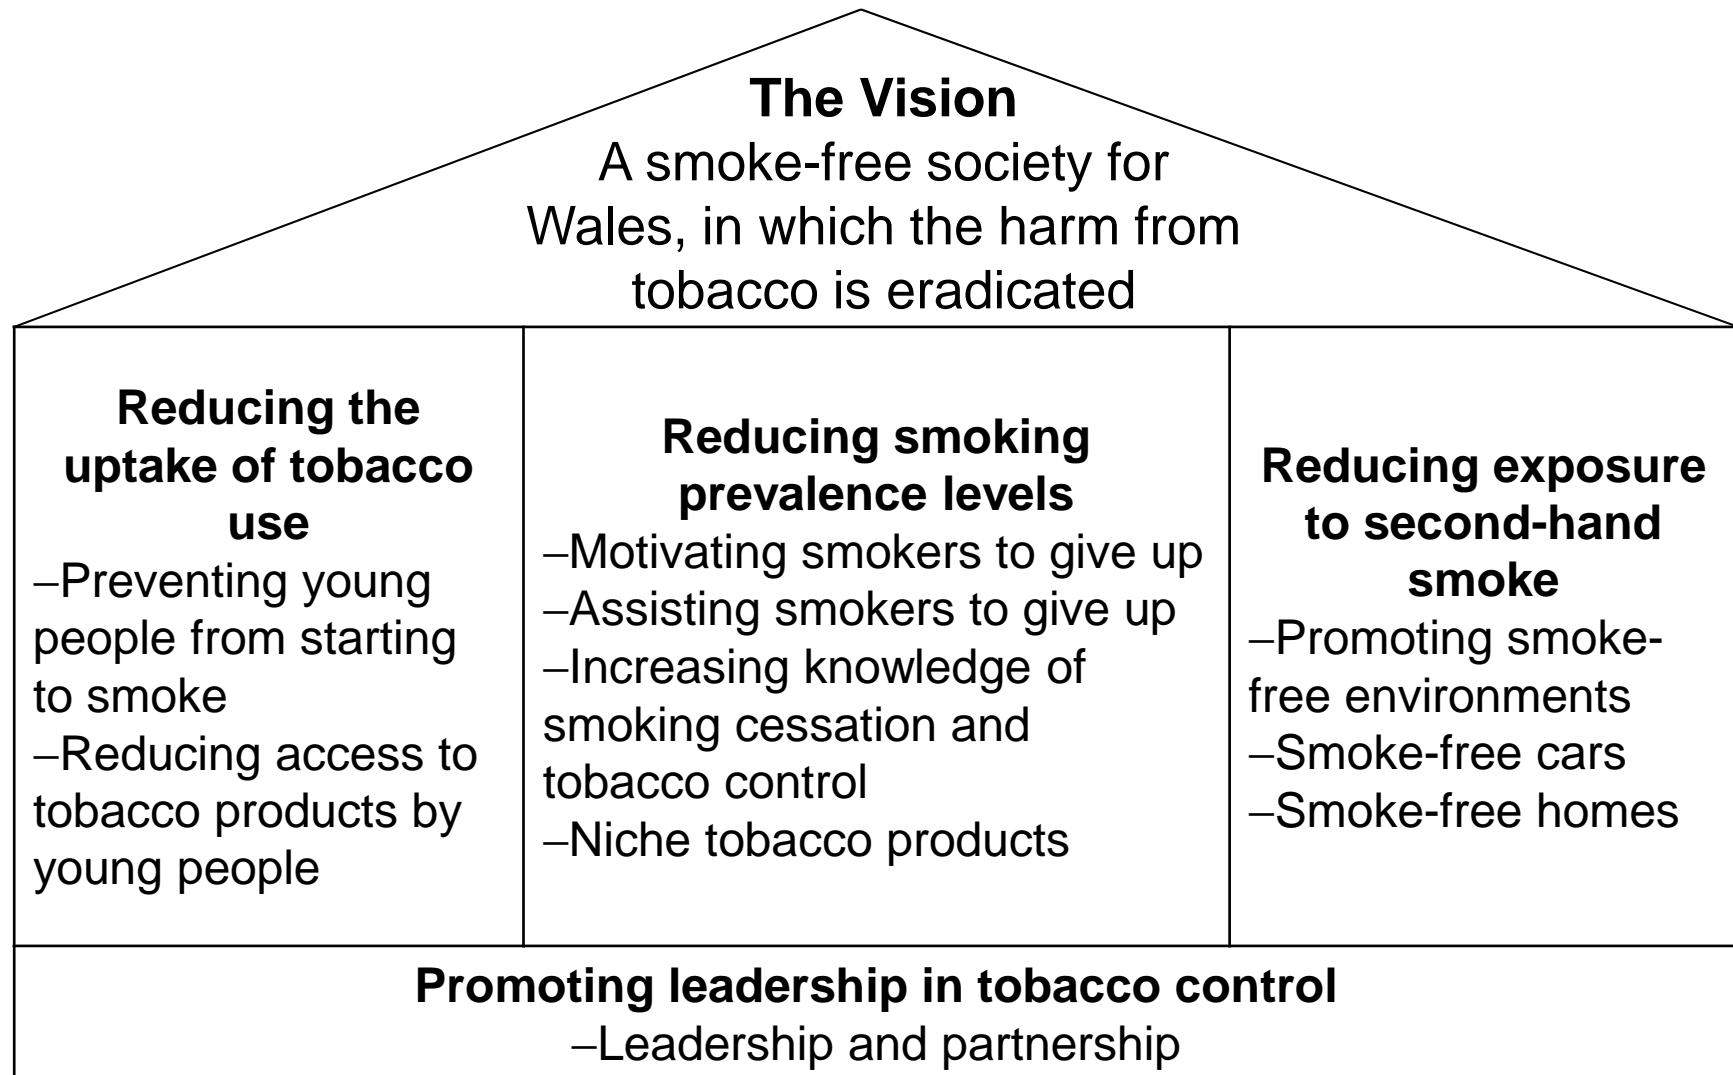 The Vision
A smoke-free society for
Wales, in which the harm from
tobacco is eradicated
Reducing the
uptake of tobacco
use
–Preventing young
people from starting
to smoke
–Reducing access to
tobacco products by
young people
Reducing smoking
prevalence levels
–Motivating smokers to give up
–Assisting smokers to give up
–Increasing knowledge of
smoking cessation and
tobacco control
–Niche tobacco products
Reducing exposure
to second-hand
smoke
–Promoting smoke-
free environments
–Smoke-free cars
–Smoke-free homes
Promoting leadership in tobacco control
–Leadership and partnership